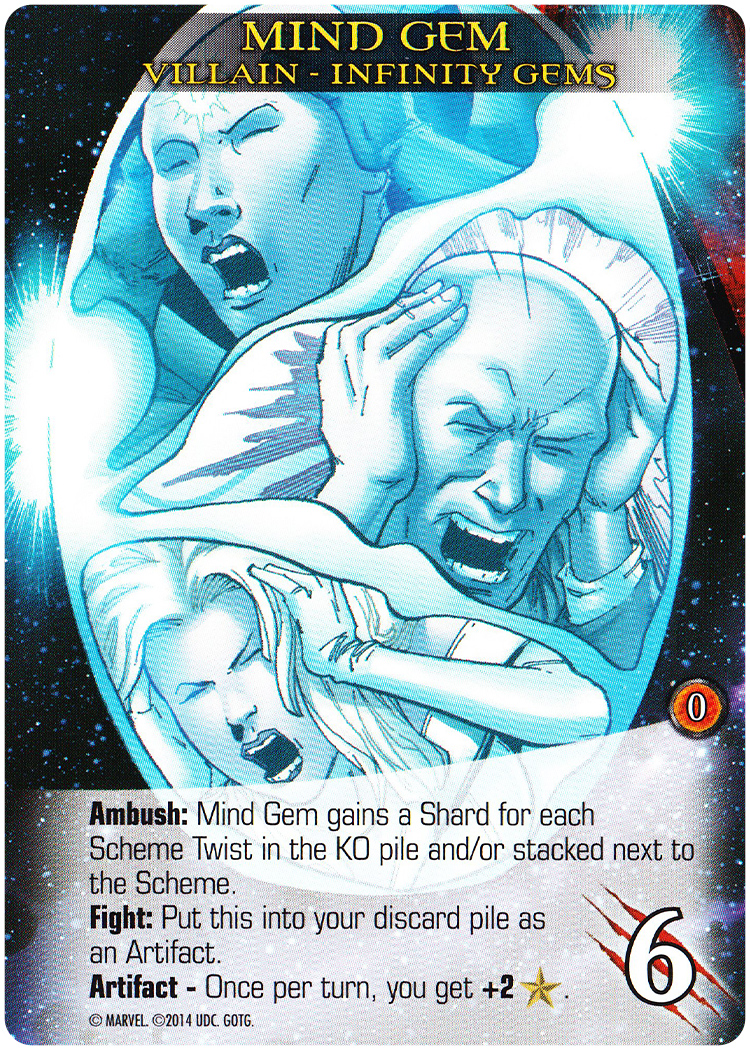 MIND GEM
VILLAIN - INFINITY GEMS
0
Ambush: Mind Gem gains a Shard for each
Scheme Twist in the KO pile and/or stacked next to
the Scheme.
Fight: Put this into your discard pile as
an Artifact.
Artifact - Once per turn, you get +2 .
6
© MARVEL. ©2014 UDC. GOTG.